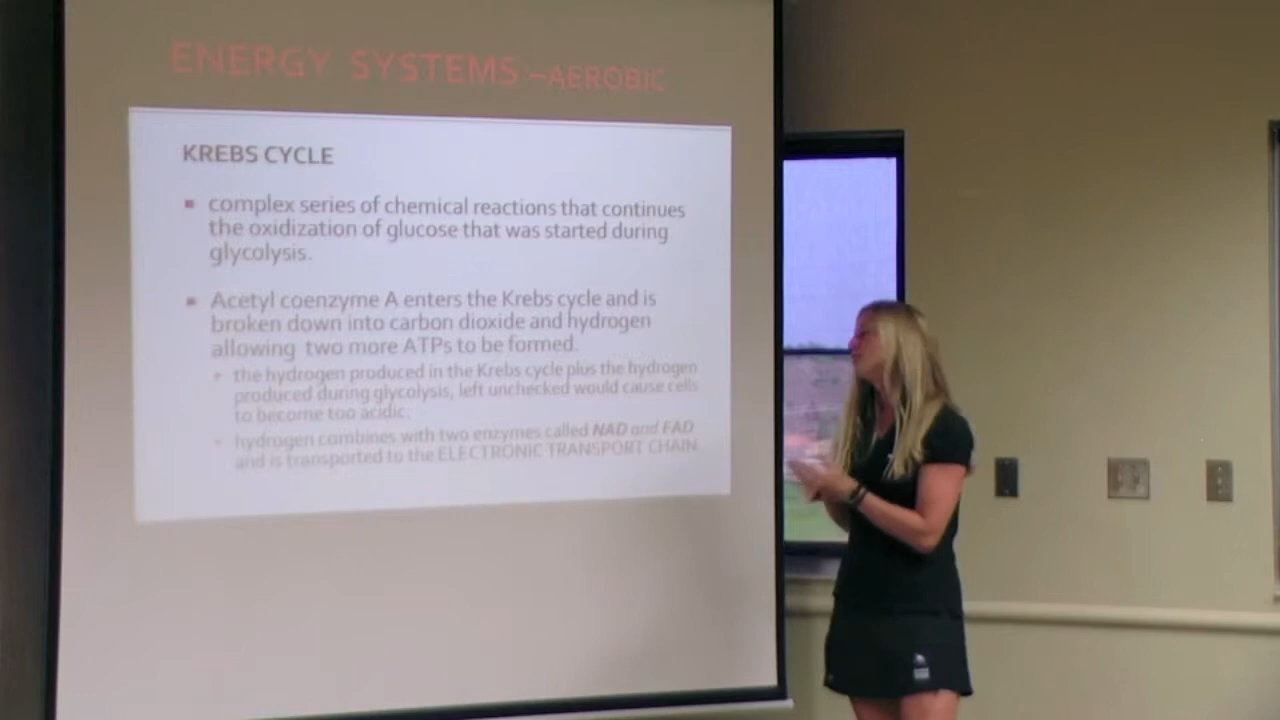 ENERGY SYSTEMS –AEROBIC
KREBS CYCLE
complex series of chemical reactions that continues
the oxidization of glucose that was started during
glycolysis.
Acetyl coenzyme A enters the Krebs cycle and is
broken down into carbon dioxide and hydrogen
allowing two more ATPs to be formed.
the hydrogen produced in the Krebs cycle plus the hydrogen
produced during glycolysis, left unchecked would cause cells
to become too acidic.
hydrogen combines with two enzymes called NAD and FAD
and is transported to the ELECTRONIC TRANSPORT CHAIN